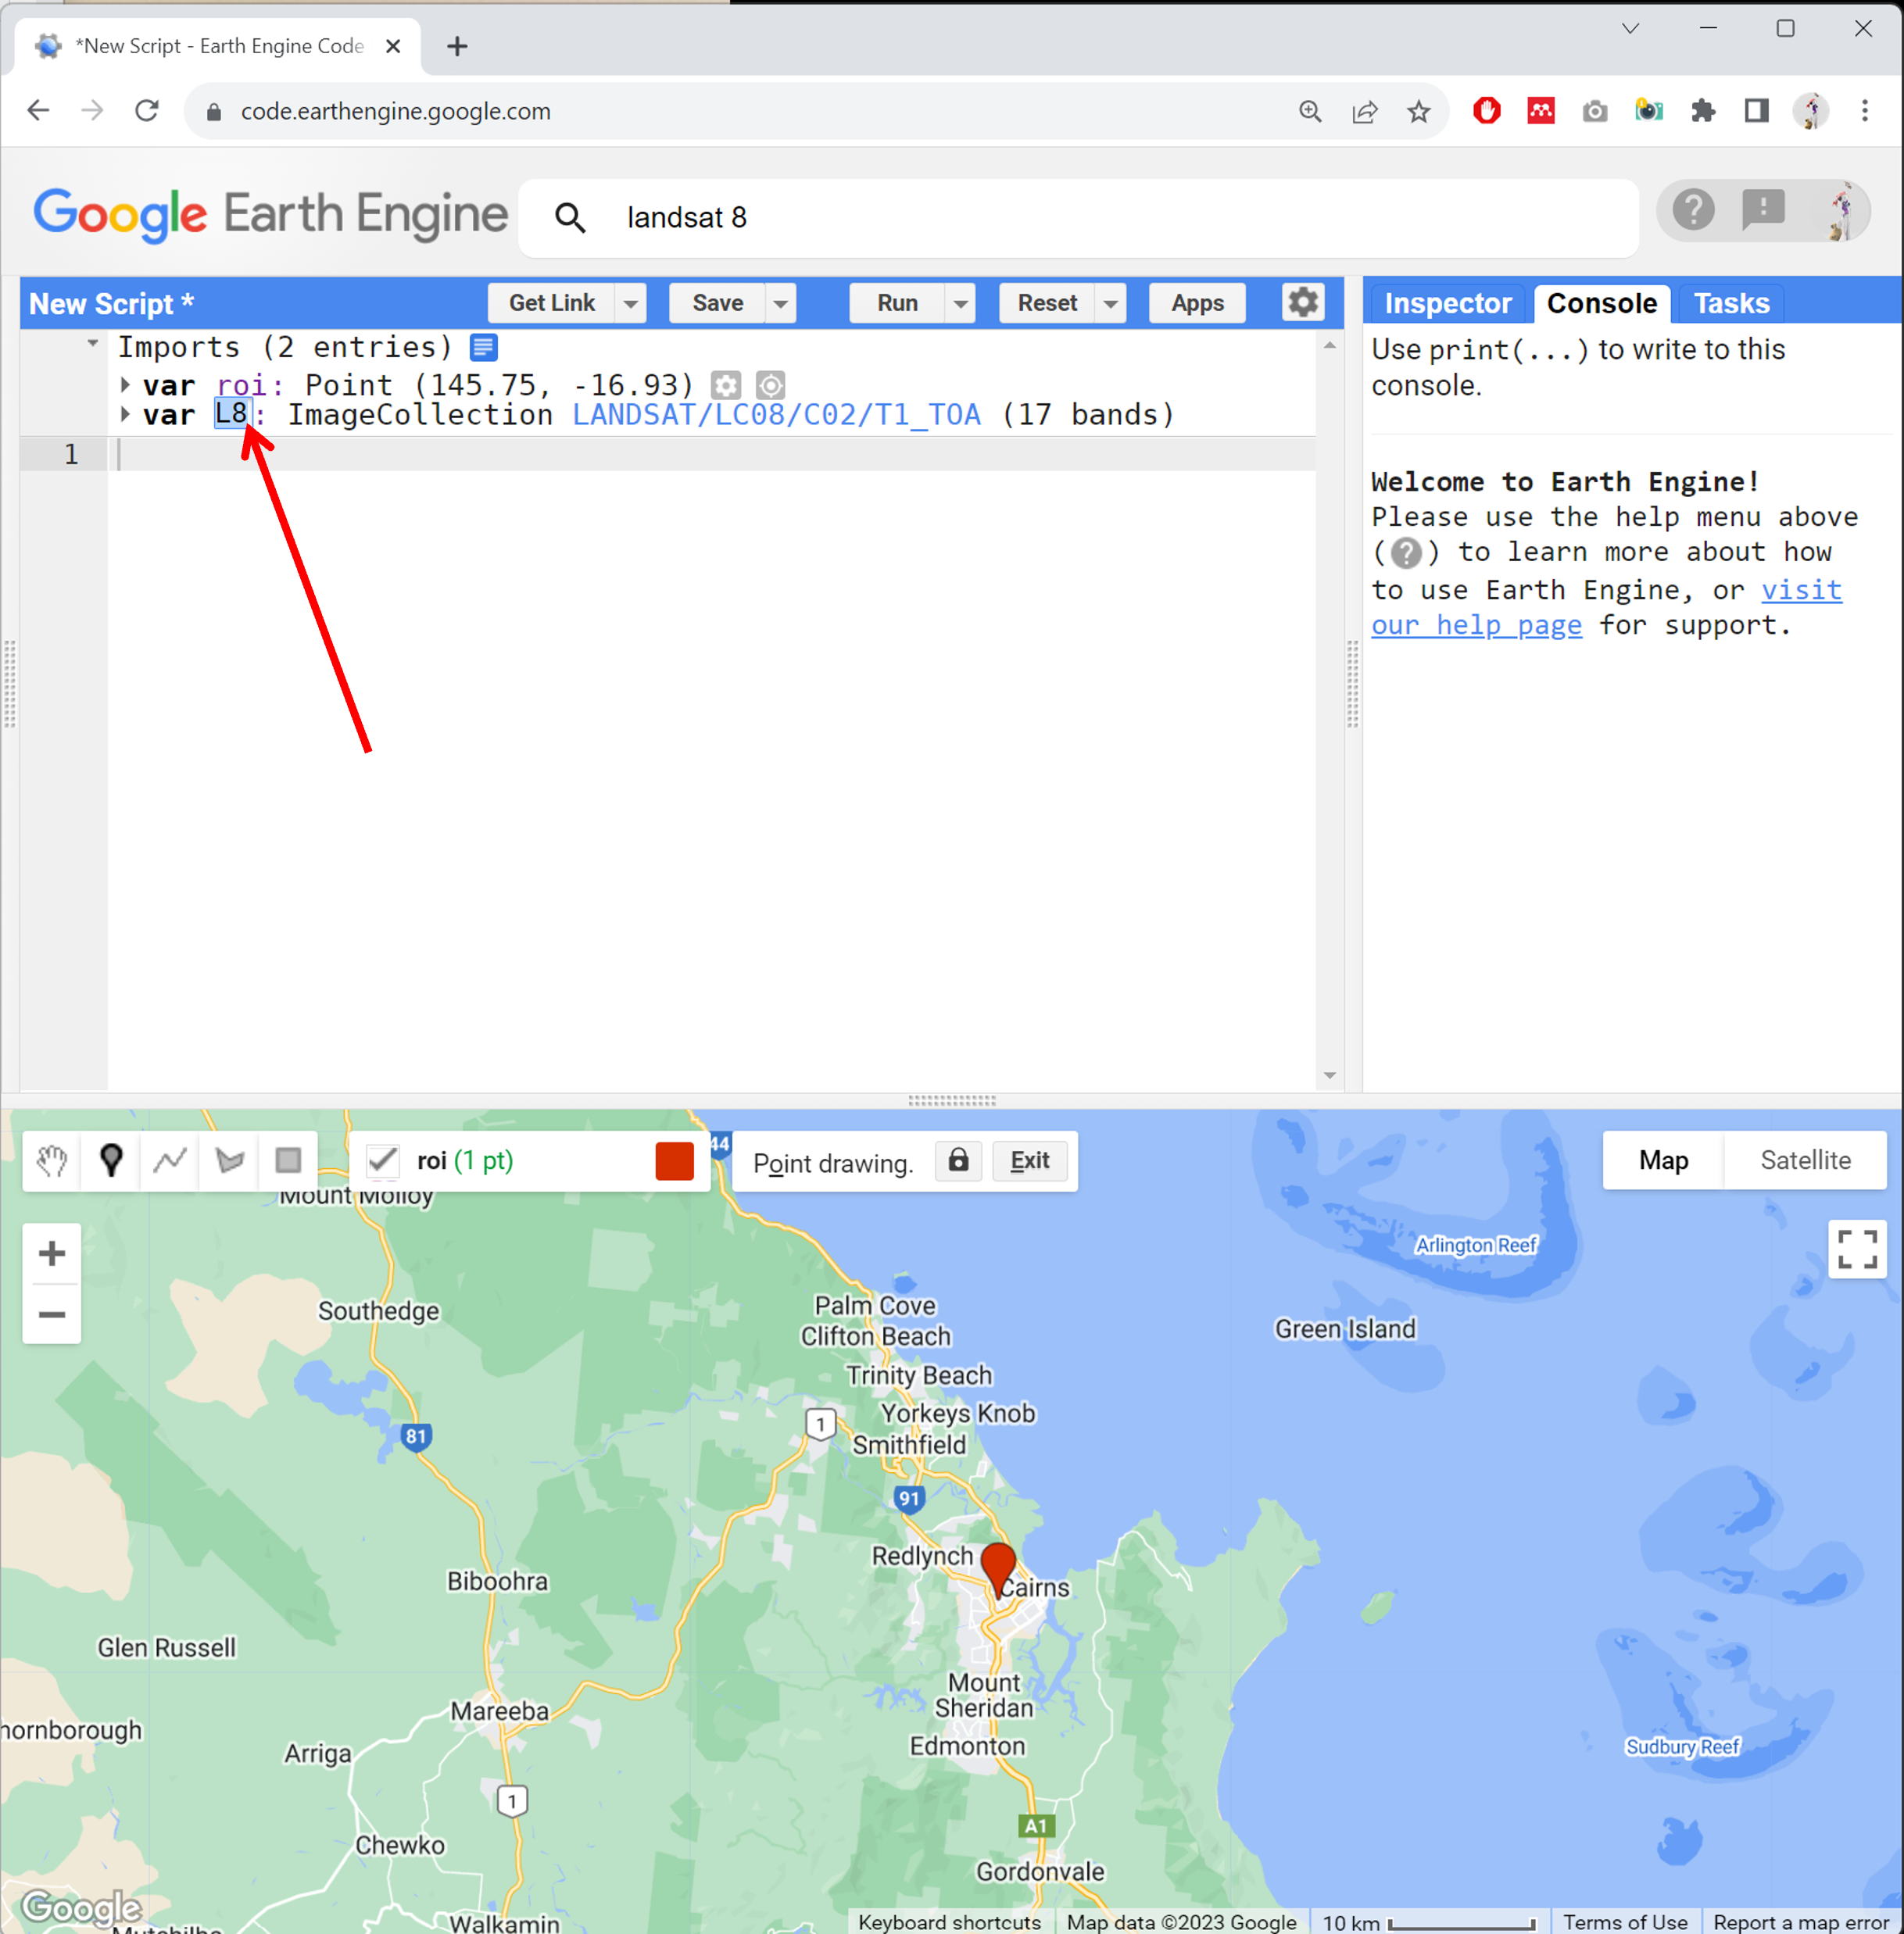 *New Script - Earth Engine Code
code.earthengine.google.com
Google Earth Engine
landsat 8
New Script *
Get Link
Save
Run
Reset
Apps
Inspector
Console
Tasks
Imports (2 entries)
var roi: Point (145.75, -16.93)
var L8: ImageCollection LANDSAT/LC08/C02/T1_TOA (17 bands)
1
Use print(...) to write to this
console.
Welcome to Earth Engine!
Please use the help menu above
(?) to learn more about how
to use Earth Engine, or visit
our help page for support.
roi (1 pt)
44
Point drawing.
Exit
Map
Satellite
Mount Molloy
Arlington Reef
Southedge
Palm Cove
Clifton Beach
Green Island
Trinity Beach
Yorkeys Knob
1
81
Smithfield
91
Redlynch
Cairns
Biboohra
Glen Russell
Mount
Sheridan
Mareeba
hornborough
Arriga
Edmonton
Sudbury Reef
1
A1
Chewko
Gordonvale
Google
Walkamin
Keyboard shortcuts
Map data ©2023 Google
10 km
Terms of Use
Report a map error